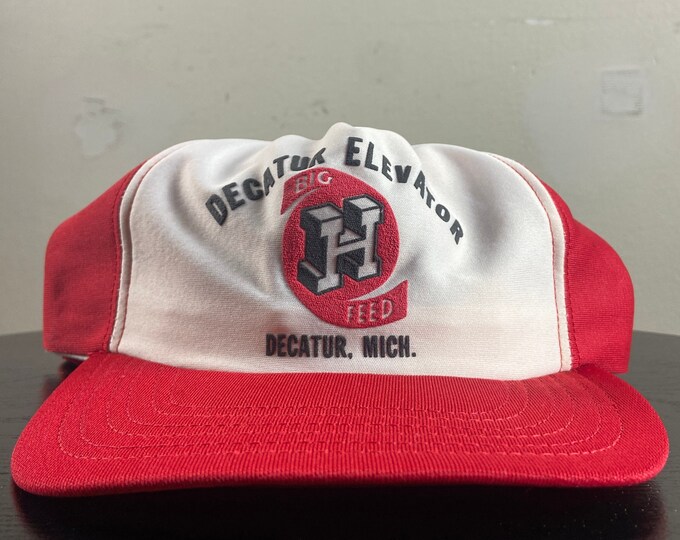 DECATUR ELEVATOR
BIG
H
FEED
DECATUR, MICH.